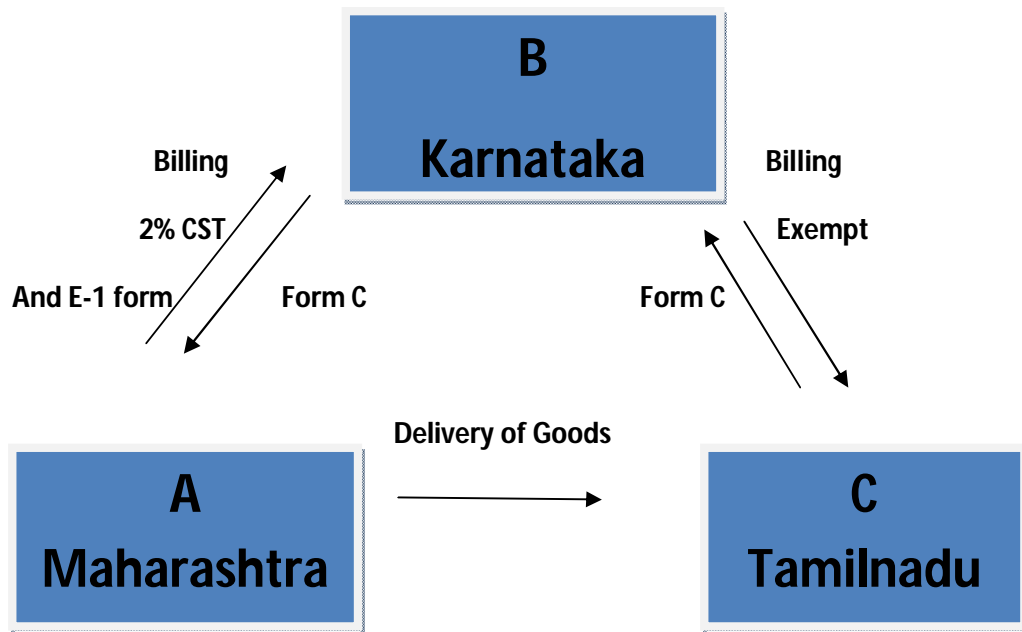 B
Karnataka
Billing
2% CST
And E-1 form
Form C
Billing
Exempt
Form C
Delivery of Goods
A
Maharashtra
C
Tamilnadu